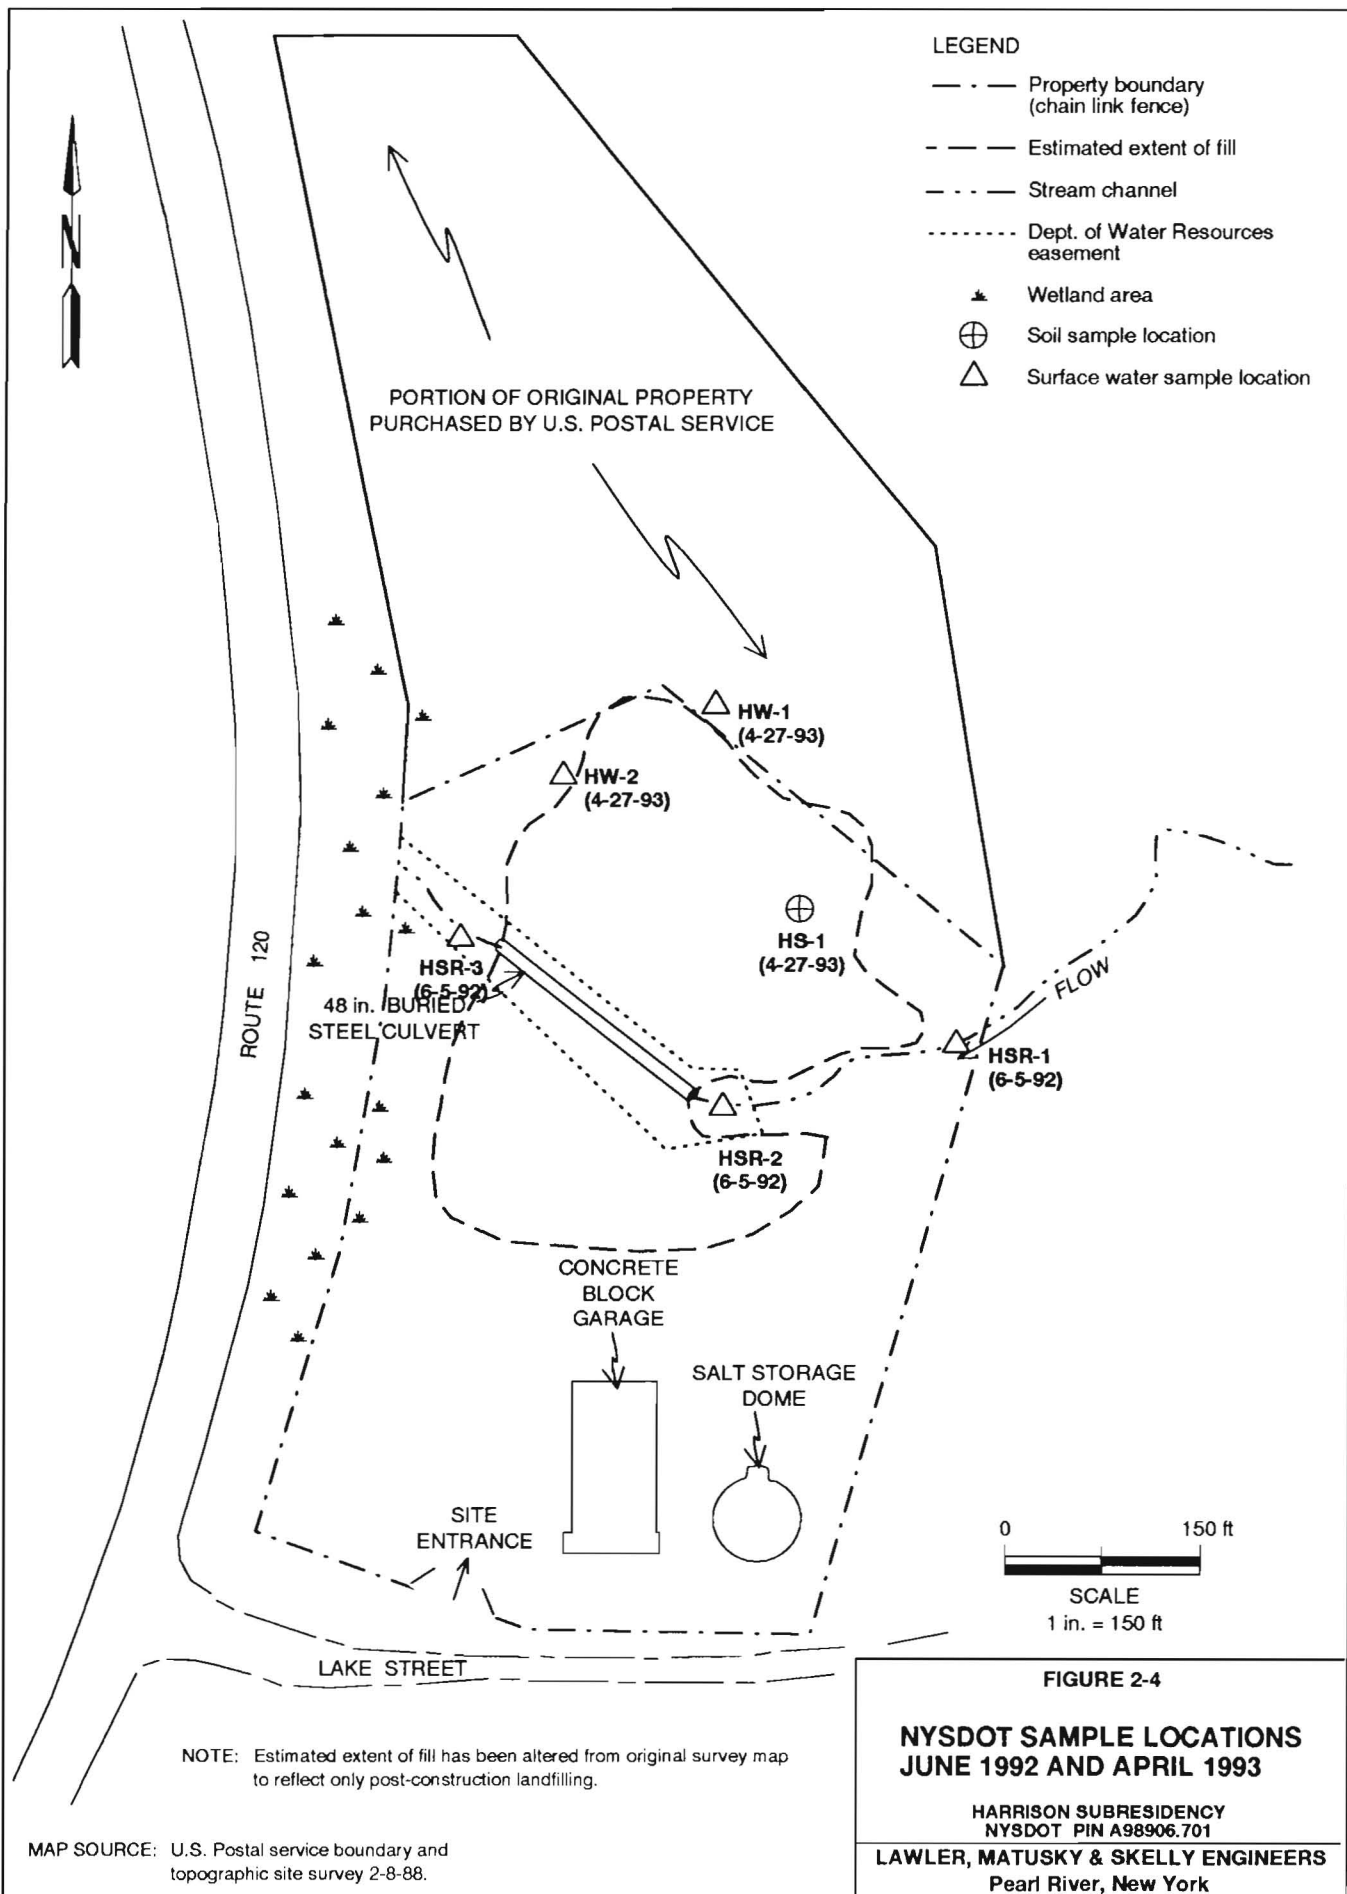 LEGEND
Property boundary
(chain link fence)
Estimated extent of fill
Stream channel
Dept. of Water Resources
easement
Wetland area
Soil sample location
Surface water sample location
N
PORTION OF ORIGINAL PROPERTY
PURCHASED BY U.S. POSTAL SERVICE
HW-1
(4-27-93)
HW-2
(4-27-93)
HS-1
(4-27-93)
HSR-3
(6-5-92)
48 in. BURIED
STEEL CULVERT
FLOW
HSR-1
(6-5-92)
HSR-2
(6-5-92)
ROUTE 120
CONCRETE
BLOCK
GARAGE
SALT STORAGE
DOME
SITE
ENTRANCE
0 150 ft
SCALE
1 in. = 150 ft
LAKE STREET
NOTE: Estimated extent of fill has been altered from original survey map
to reflect only post-construction landfilling.
MAP SOURCE: U.S. Postal service boundary and
topographic site survey 2-8-88.
FIGURE 2-4
NYSDOT SAMPLE LOCATIONS
JUNE 1992 AND APRIL 1993
HARRISON SUBRESIDENCY
NYSDOT PIN A98906.701
LAWLER, MATUSKY & SKELLY ENGINEERS
Pearl River, New York